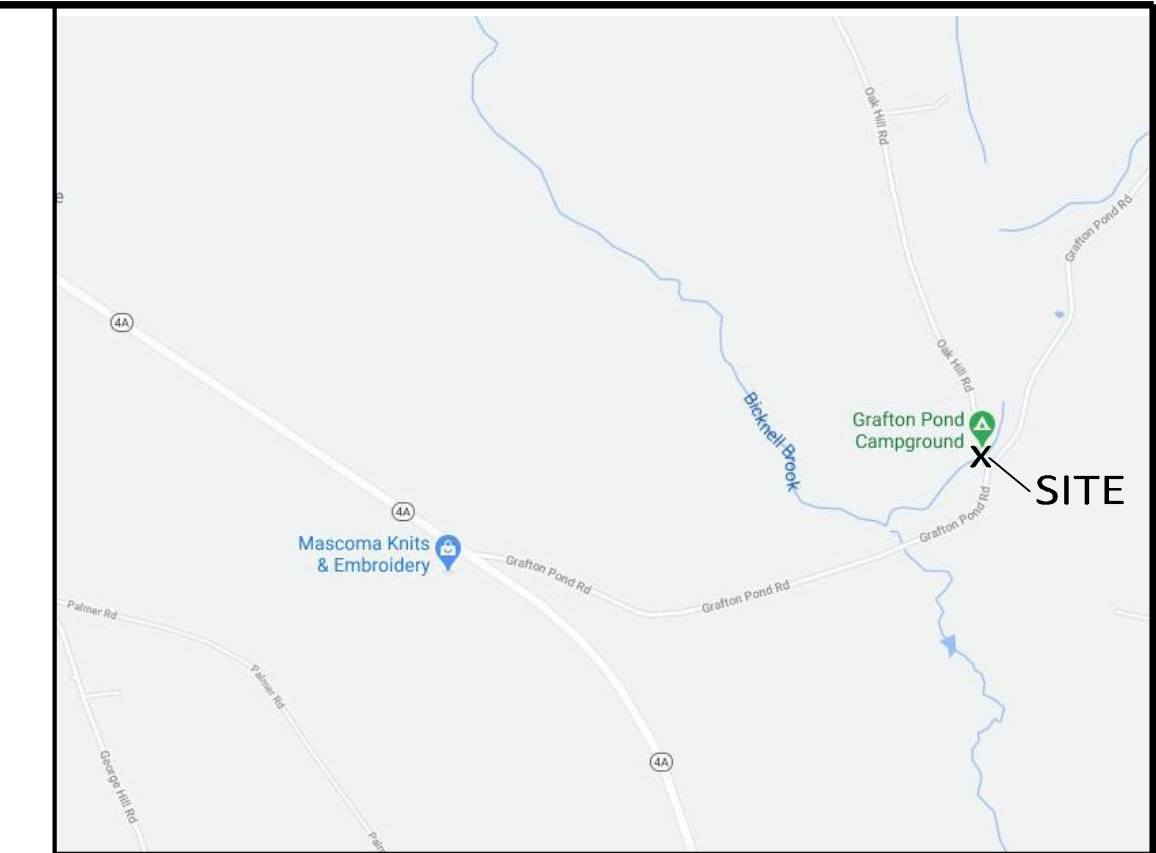 Oak Hill Rd
e
Grafton Pond Rd
4A
Oak Hill Rd
Bicknell Brook
Grafton Pond
Campground
X
SITE
4A
Grafton Pond Rd
Mascoma Knits
& Embroidery
Grafton Pond Rd
Grafton Pond Rd
Palmer Rd
Palmer Rd
George Hill Rd
4A
Palm